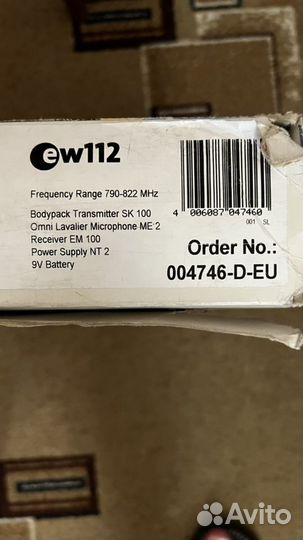 ew112
Frequency Range 790-822 MHz
Bodypack Transmitter SK 100
Omni Lavalier Microphone ME 2
Receiver EM 100
Power Supply NT 2
9V Battery
4 006087 047460
001 SL
Order No.:
004746-D-EU
Avito